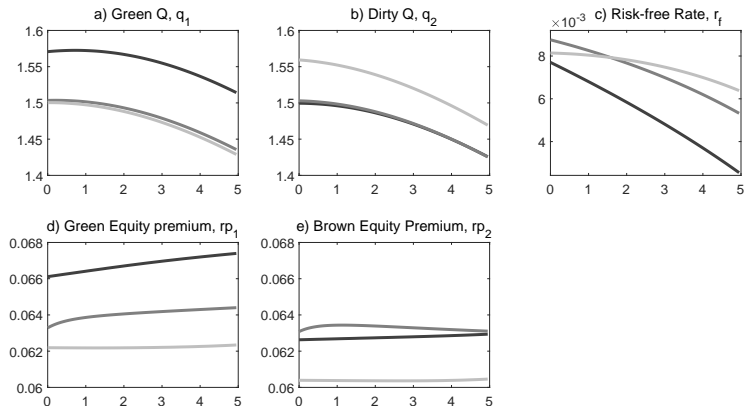 a) Green Q, q1
1.6
1.55
1.5
1.45
1.4
0 1 2 3 4 5
b) Dirty Q, q2
1.6
1.55
1.5
1.45
1.4
0 1 2 3 4 5
c) Risk-free Rate, rf
×10-3
8
6
4
0 1 2 3 4 5
d) Green Equity premium, rp1
0.068
0.066
0.064
0.062
0.06
0 1 2 3 4 5
e) Brown Equity Premium, rp2
0.068
0.066
0.064
0.062
0.06
0 1 2 3 4 5